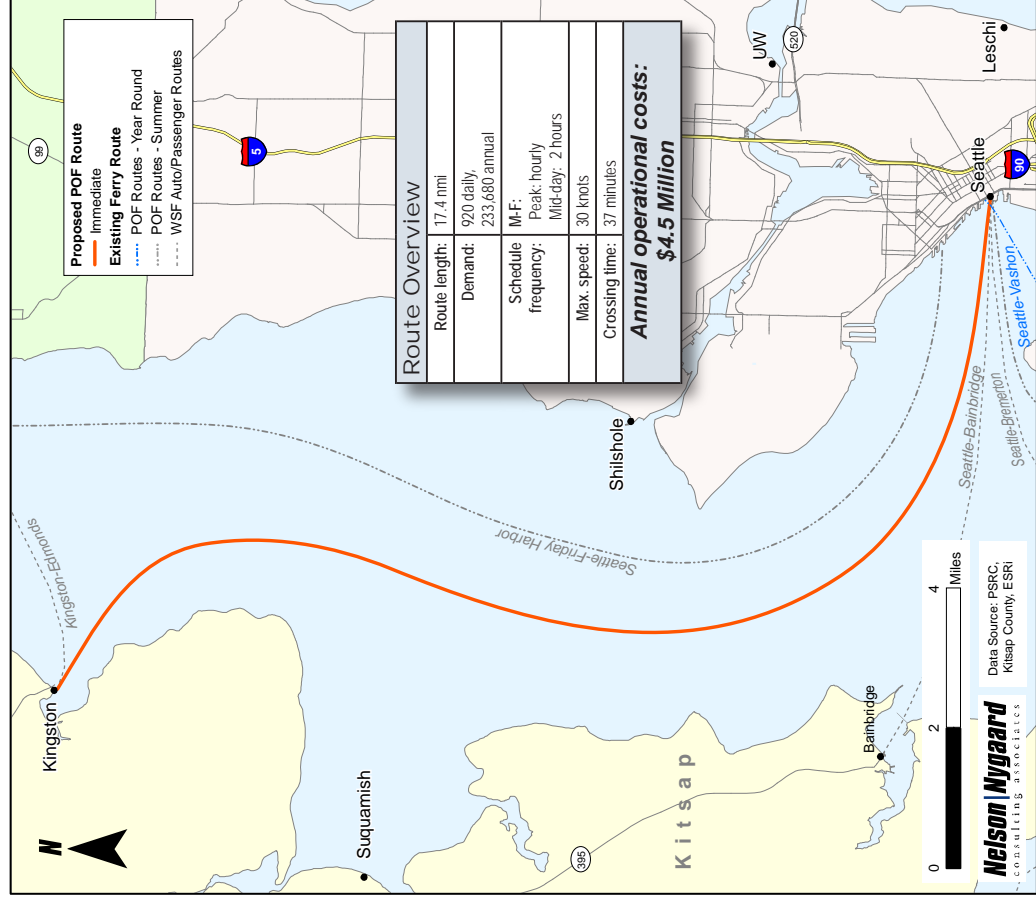 N
99
Proposed POF Route
Immediate
Existing Ferry Route
POF Routes - Year Round
POF Routes - Summer
WSF Auto/Passenger Routes
5
Route Overview
Route length: 17.4 nmi
Demand: 920 daily,
233,680 annual
Schedule frequency: M-F:
Peak: hourly
Mid-day: 2 hours
Max. speed: 30 knots
Crossing time: 37 minutes
Annual operational costs:
$4.5 Million
Kingston
Kingston-Edmonds
Suquamish
Shilshole
Seattle-Friday Harbor
UW
520
Leschi
Seattle
90
Kitsap
395
Bainbridge
Seattle-Bainbridge
Seattle-Bremerton
Seattle-Vashon
0 2 4
Miles
Nelson|Nygaard
consulting associates
Data Source: PSRC,
Kitsap County, ESRi